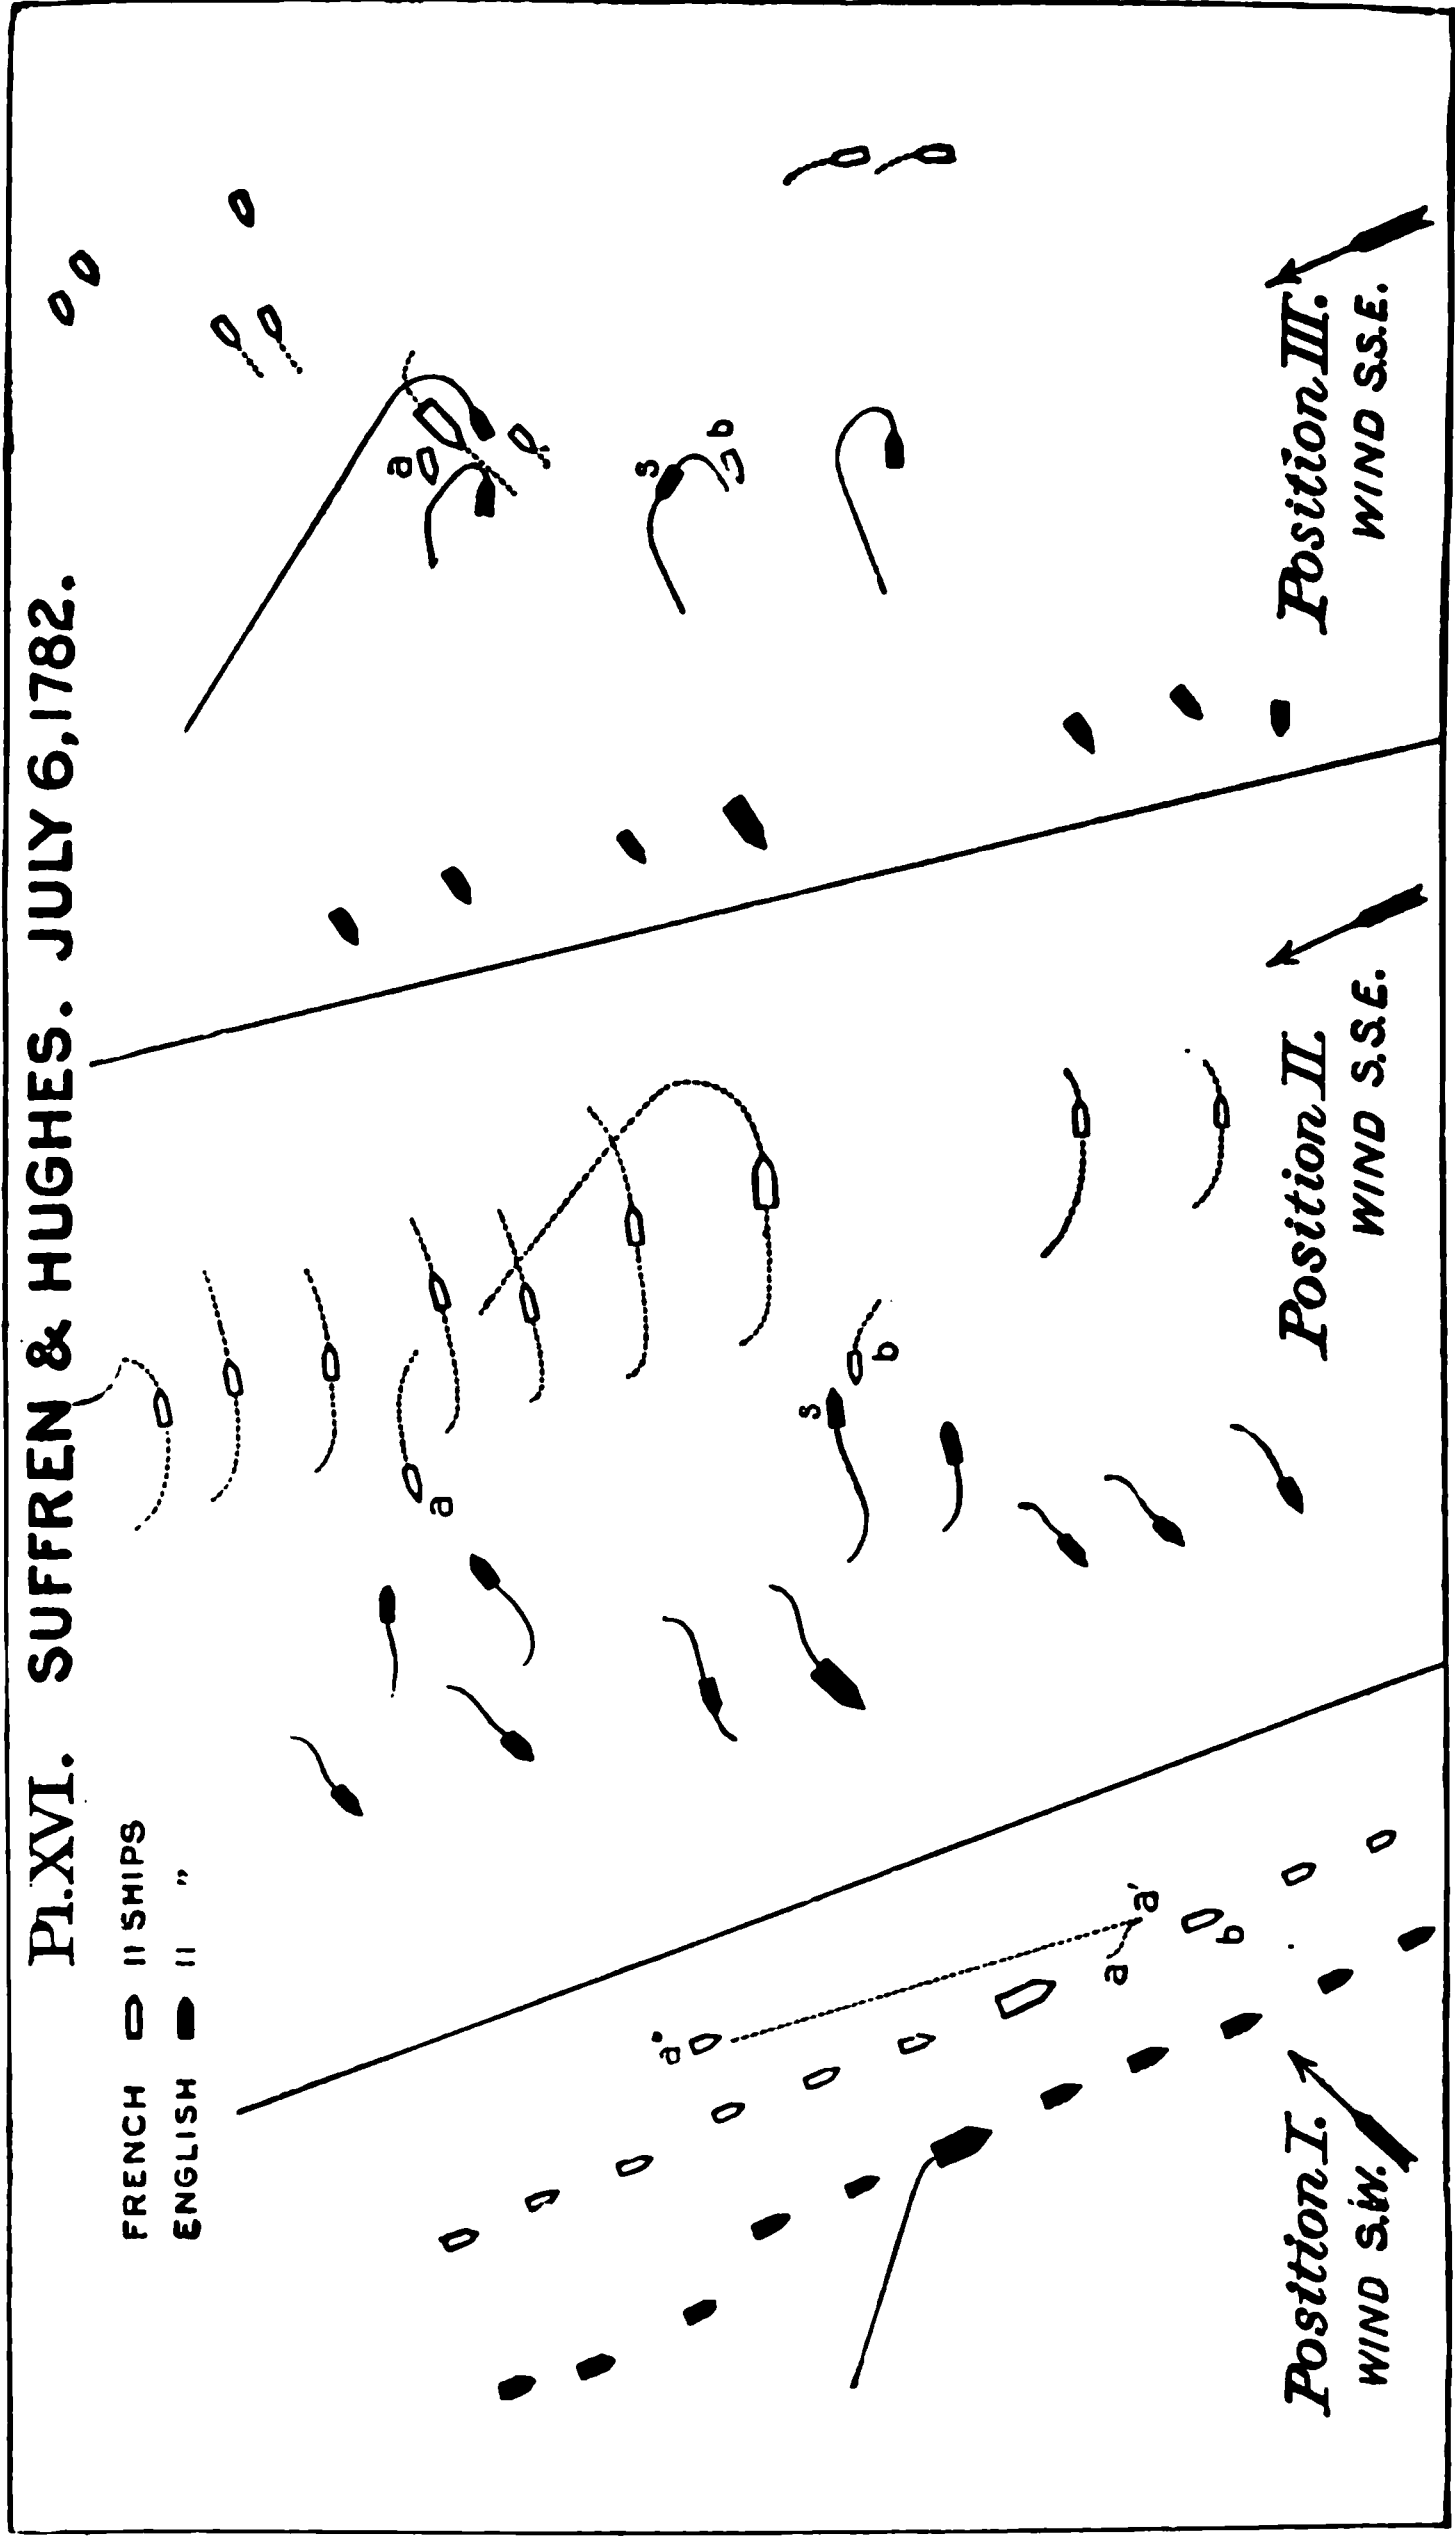 Pl. XVI. SUFFREN & HUGHES. JULY 6, 1782.
FRENCH 11 SHIPS
ENGLISH 11 "
a
a'
a"
b
Position I.
WIND S.W.
a
s
b
Position II.
WIND S.S.E.
a
s
b
Position III.
WIND S.S.E.